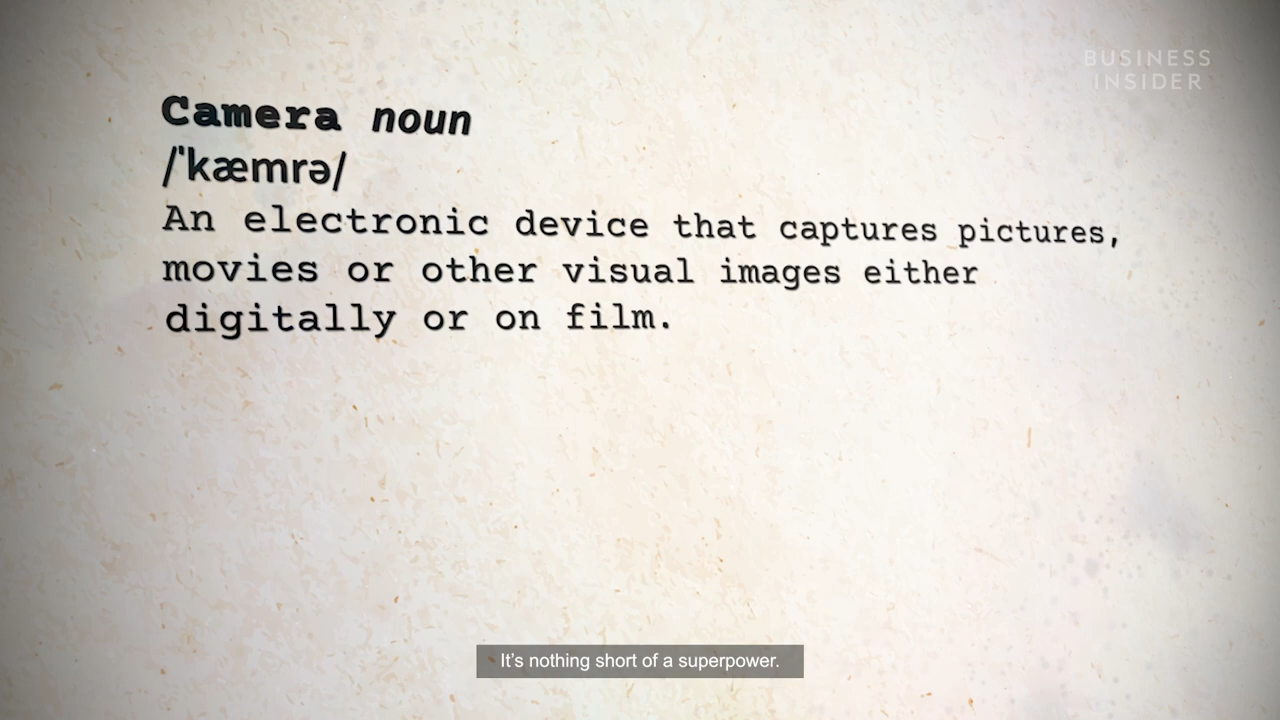 BUSINESS
INSIDER
Camera noun
/ˈkæmrə/
An electronic device that captures pictures,
movies or other visual images either
digitally or on film.
It's nothing short of a superpower.